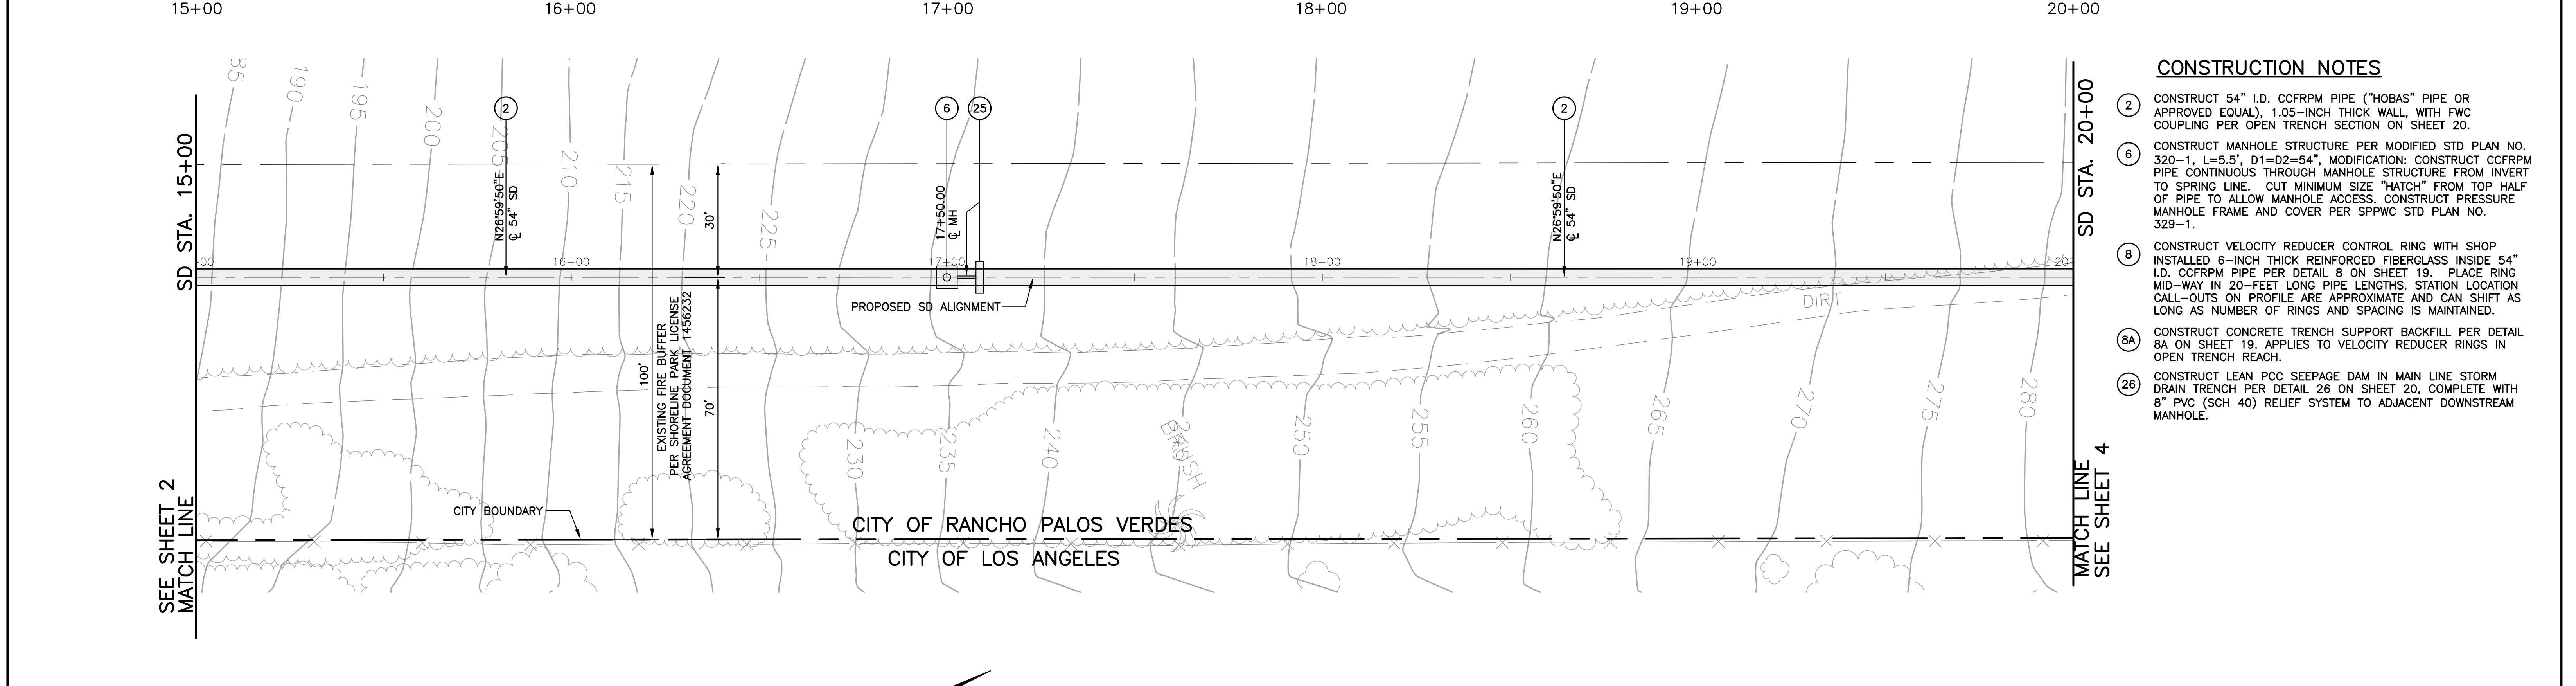 15+00
16+00
17+00
18+00
19+00
20+00
CONSTRUCTION NOTES
2
CONSTRUCT 54" I.D. CCFRPM PIPE ("HOBAS" PIPE OR
APPROVED EQUAL), 1.05-INCH THICK WALL, WITH FWC
COUPLING PER OPEN TRENCH SECTION ON SHEET 20.
6
CONSTRUCT MANHOLE STRUCTURE PER MODIFIED STD PLAN NO.
320-1, L=5.5', D1=D2=54", MODIFICATION: CONSTRUCT CCFRPM
PIPE CONTINUOUS THROUGH MANHOLE STRUCTURE FROM INVERT
TO SPRING LINE. CUT MINIMUM SIZE "HATCH" FROM TOP HALF
OF PIPE TO ALLOW MANHOLE ACCESS. CONSTRUCT PRESSURE
MANHOLE FRAME AND COVER PER SPPWC STD PLAN NO.
329-1.
8
CONSTRUCT VELOCITY REDUCER CONTROL RING WITH SHOP
INSTALLED 6-INCH THICK REINFORCED FIBERGLASS INSIDE 54"
I.D. CCFRPM PIPE PER DETAIL 8 ON SHEET 19. PLACE RING
MID-WAY IN 20-FEET LONG PIPE LENGTHS. STATION LOCATION
CALL-OUTS ON PROFILE ARE APPROXIMATE AND CAN SHIFT AS
LONG AS NUMBER OF RINGS AND SPACING IS MAINTAINED.
8A
CONSTRUCT CONCRETE TRENCH SUPPORT BACKFILL PER DETAIL
8A ON SHEET 19. APPLIES TO VELOCITY REDUCER RINGS IN
OPEN TRENCH REACH.
26
CONSTRUCT LEAN PCC SEEPAGE DAM IN MAIN LINE STORM
DRAIN TRENCH PER DETAIL 26 ON SHEET 20, COMPLETE WITH
8" PVC (SCH 40) RELIEF SYSTEM TO ADJACENT DOWNSTREAM
MANHOLE.
SD STA. 15+00
SEE SHEET 2
MATCH LINE
85
190
195
200
205
210
215
220
225
230
235
240
245
250
255
260
265
270
275
280
2
N26°59'50"E
℄ 54" SD
6
25
17+50.00
℄ MH
2
N26°59'50"E
℄ 54" SD
30'
100'
70'
EXISTING FIRE BUFFER
PER SHORELINE PARK LICENSE
AGREEMENT DOCUMENT 1456232
00
16+00
17+00
18+00
19+00
20
PROPOSED SD ALIGNMENT
DIRT
BRUSH
CITY BOUNDARY
CITY OF RANCHO PALOS VERDES
CITY OF LOS ANGELES
SD STA. 20+00
MATCH LINE
SEE SHEET 4